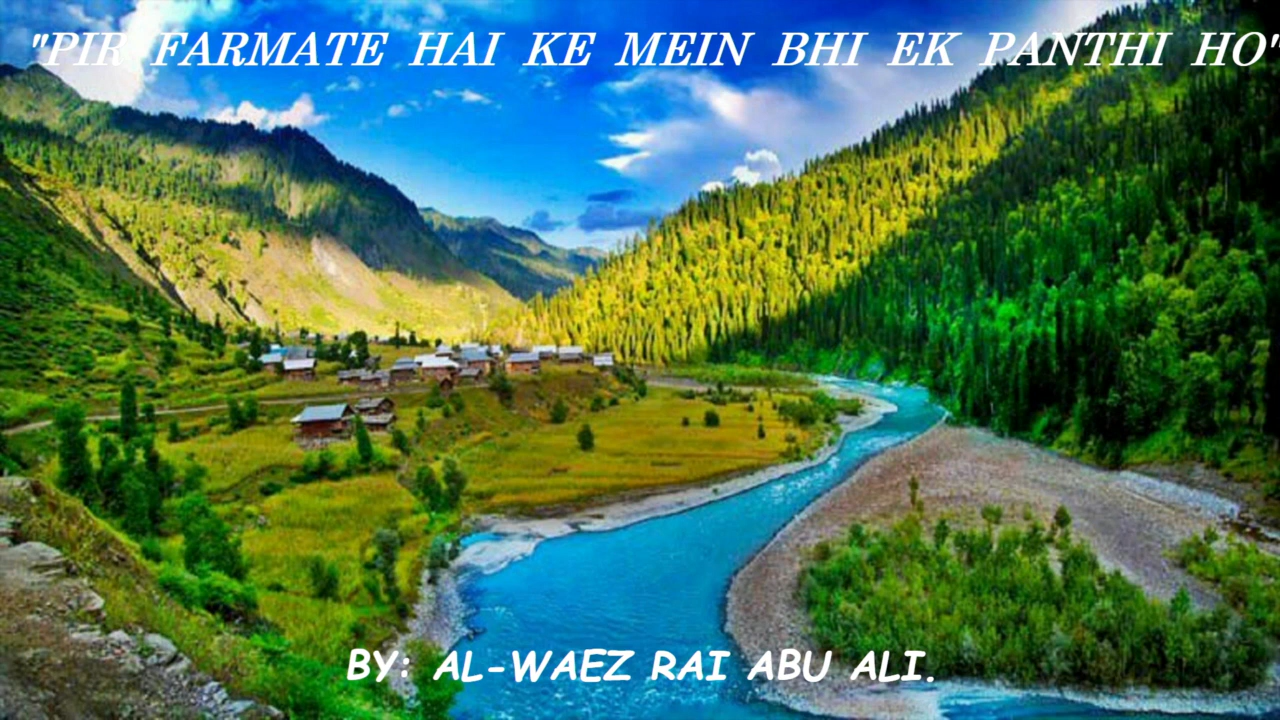 "PIR FARMATE HAI KE MEIN BHI EK PANTHI HO"
BY: AL-WAEZ RAI ABU ALI.